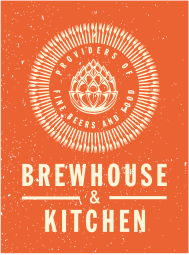 PROVIDERS OF
FINE BEERS AND FOOD
BREWHOUSE
&
KITCHEN